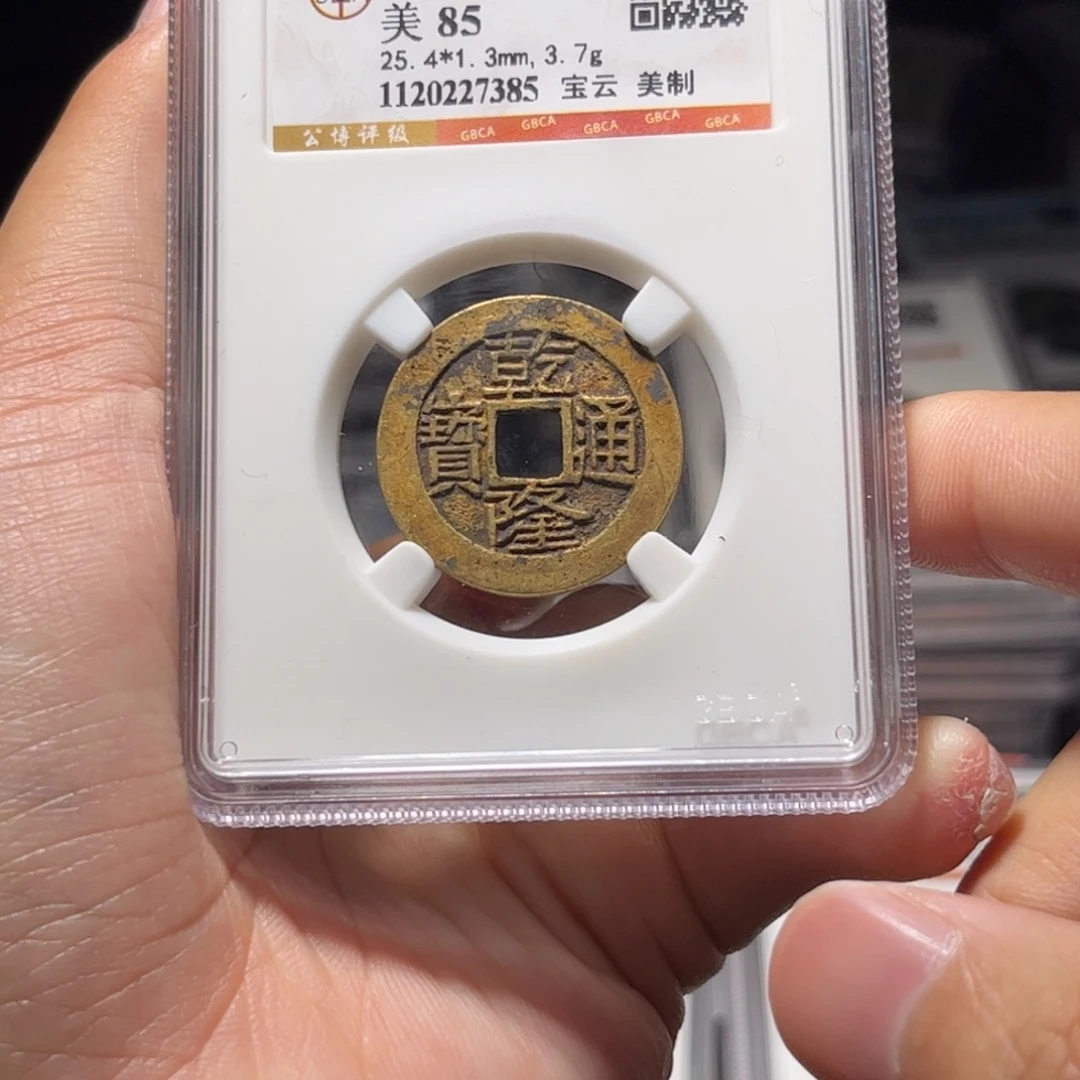 美 85
25.4*1.3mm, 3.7g
1120227385 宝云 美制
公博评级 GBCA GBCA GBCA GBCA GBCA
乾
寶 通
隆